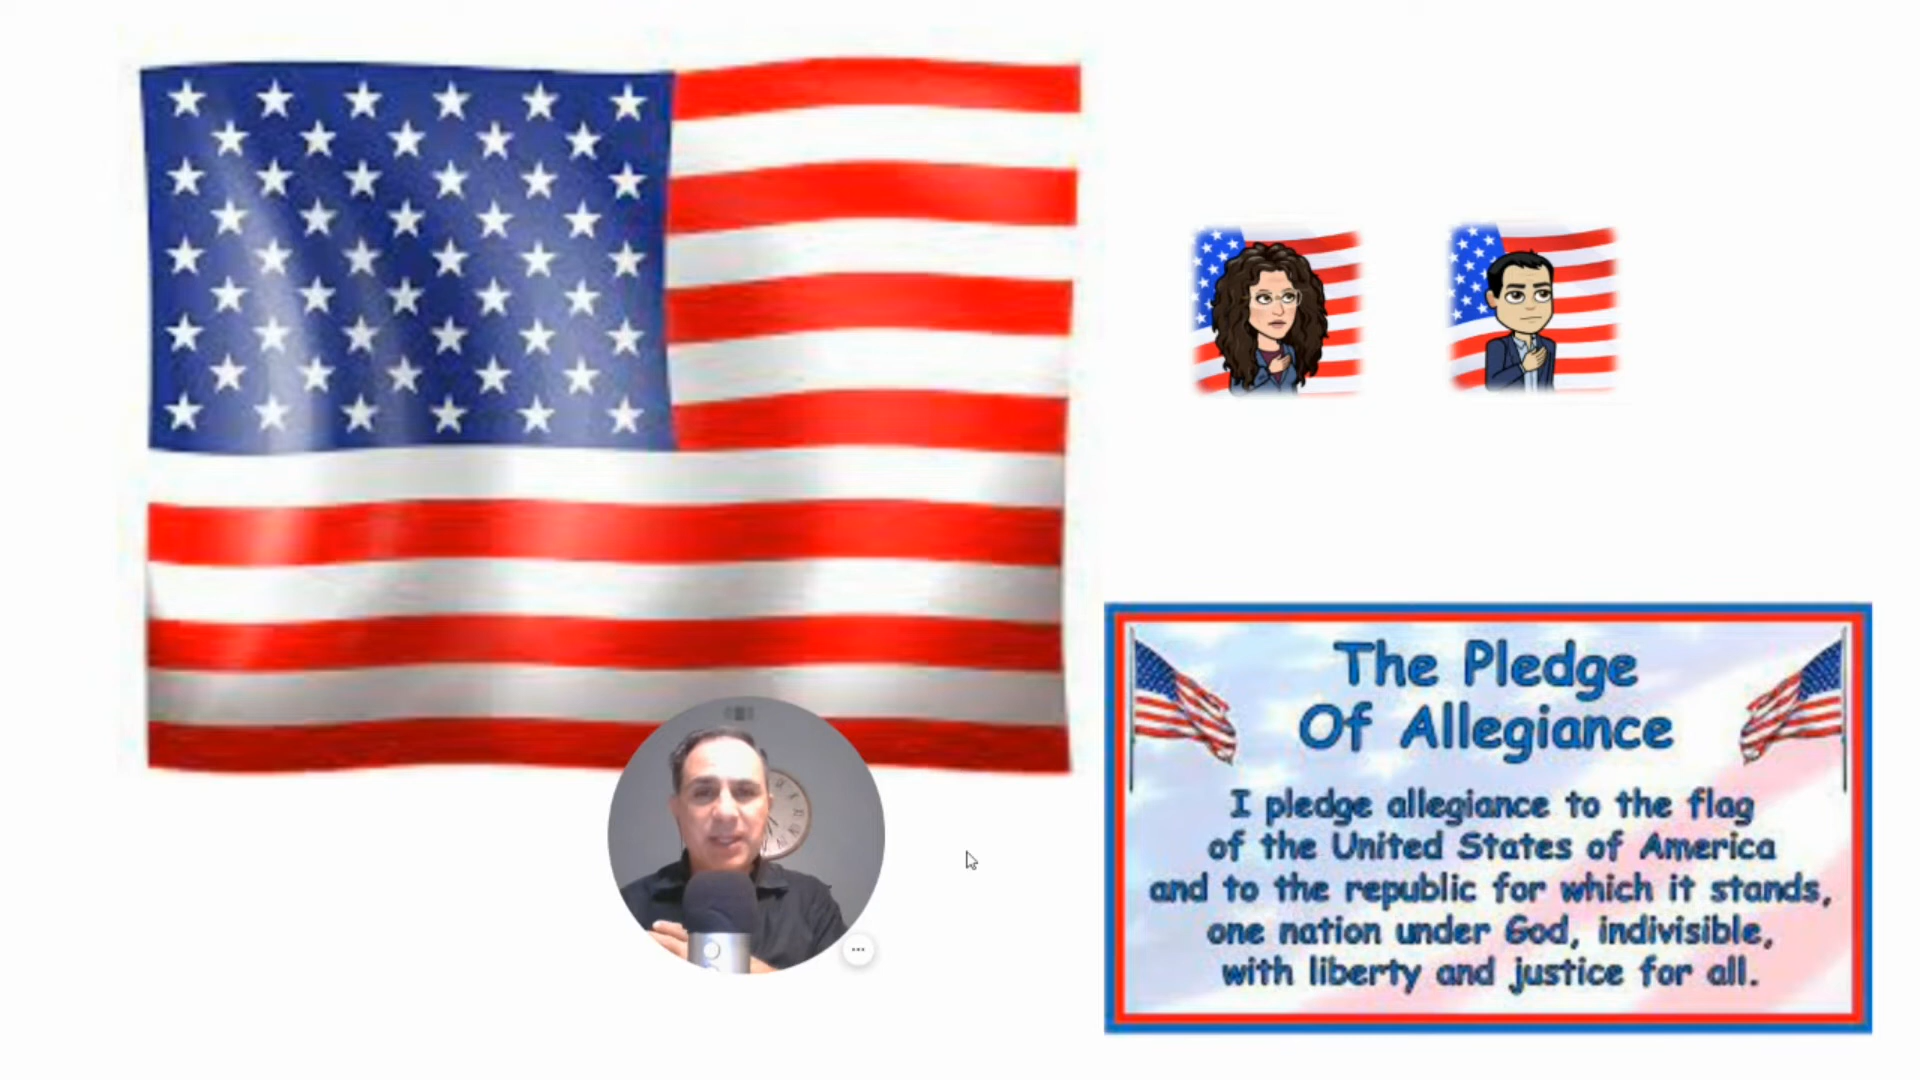 The Pledge
Of Allegiance
I pledge allegiance to the flag
of the United States of America
and to the republic for which it stands,
one nation under God, indivisible,
with liberty and justice for all.